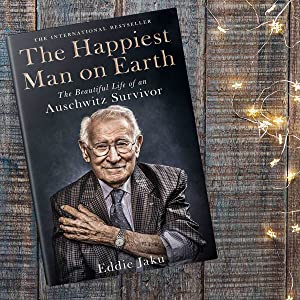 THE INTERNATIONAL BESTSELLER
The Happiest
Man on Earth
The Beautiful Life of an
Auschwitz Survivor
Eddie Jaku